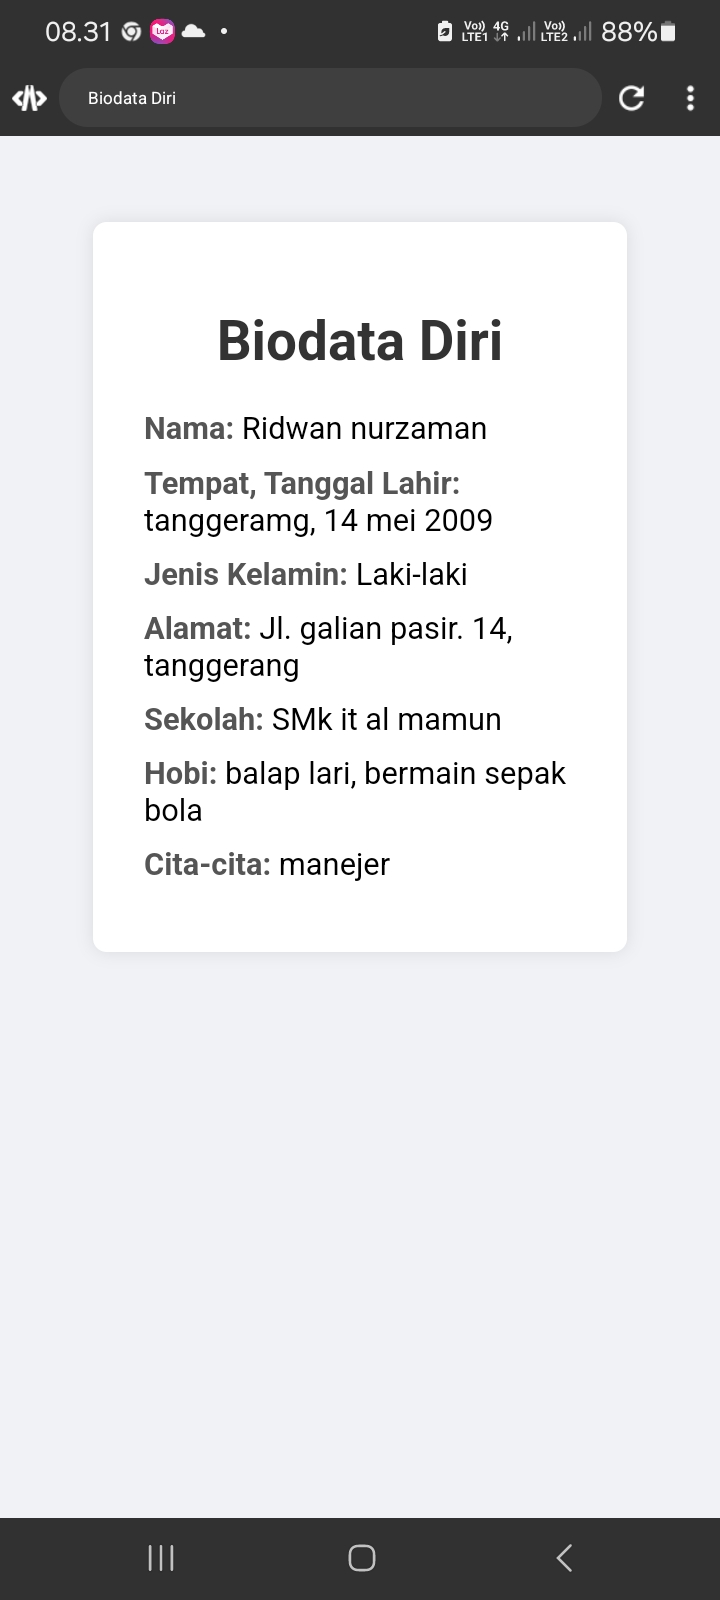 08.31
Vo)) 4G Vo)) 88%
LTE1 LTE2
Biodata Diri
Biodata Diri
Nama: Ridwan nurzaman
Tempat, Tanggal Lahir:
tanggeramg, 14 mei 2009
Jenis Kelamin: Laki-laki
Alamat: Jl. galian pasir. 14,
tanggerang
Sekolah: SMk it al mamun
Hobi: balap lari, bermain sepak
bola
Cita-cita: manejer